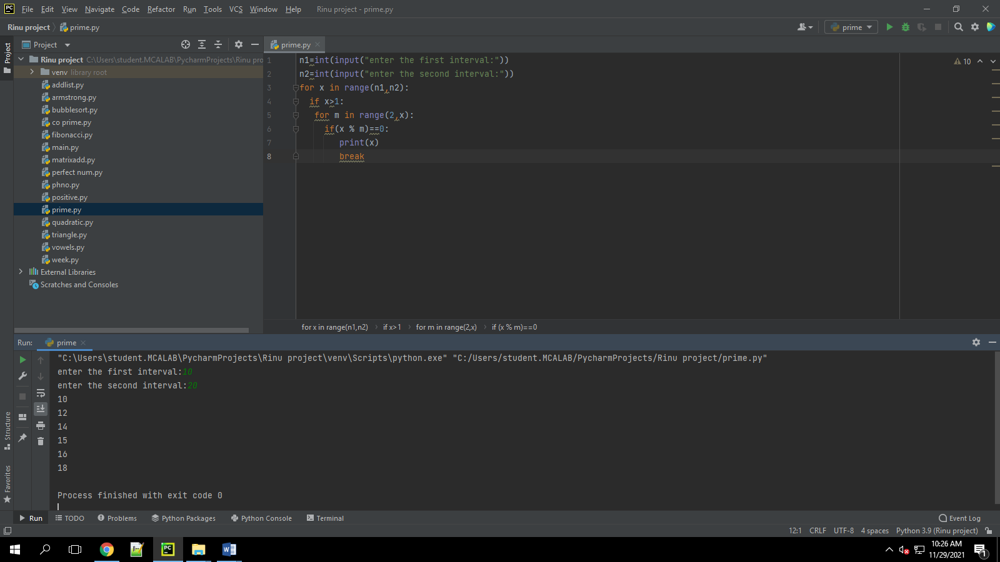 PC File Edit View Navigate Code Refactor Run Tools VCS Window Help Rinu project - prime.py
Rinu project prime.py prime
Project
Project
prime.py
Rinu project C:\Users\student.MCALAB\PycharmProjects\Rinu pro
venv library root
addlist.py
armstrong.py
bubblesort.py
co prime.py
fibonacci.py
main.py
matrixadd.py
perfect num.py
phno.py
positive.py
prime.py
quadratic.py
triangle.py
vowels.py
week.py
External Libraries
Scratches and Consoles
1 n1=int(input("enter the first interval:"))
2 n2=int(input("enter the second interval:"))
3 for x in range(n1,n2):
4 if x>1:
5 for m in range(2,x):
6 if(x % m)==0:
7 print(x)
8 break
10
for x in range(n1,n2) if x>1 for m in range(2,x) if (x % m)==0
Run: prime
"C:\Users\student.MCALAB\PycharmProjects\Rinu project\venv\Scripts\python.exe" "C:/Users/student.MCALAB/PycharmProjects/Rinu project/prime.py"
enter the first interval:10
enter the second interval:20
10
12
14
15
16
18
Process finished with exit code 0
Structure
Favorites
Run TODO Problems Python Packages Python Console Terminal Event Log
12:1 CRLF UTF-8 4 spaces Python 3.9 (Rinu project)
PC
W
10:26 AM
11/29/2021
1